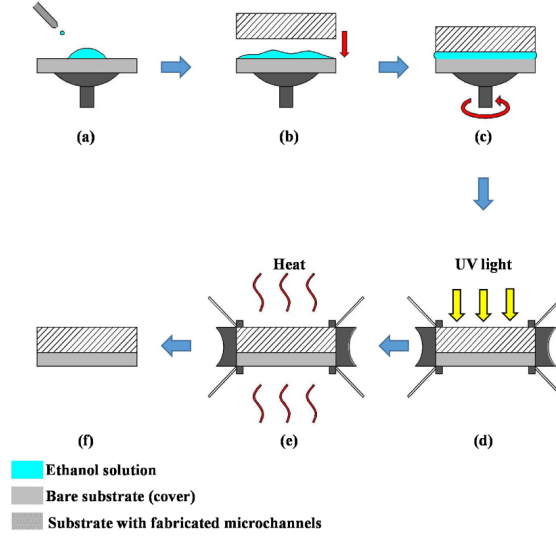 (a)
(b)
(c)
Heat
UV light
(f)
(e)
(d)
Ethanol solution
Bare substrate (cover)
Substrate with fabricated microchannels